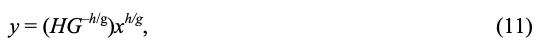 y = (HG^{–h/g})x^{h/g}, (11)